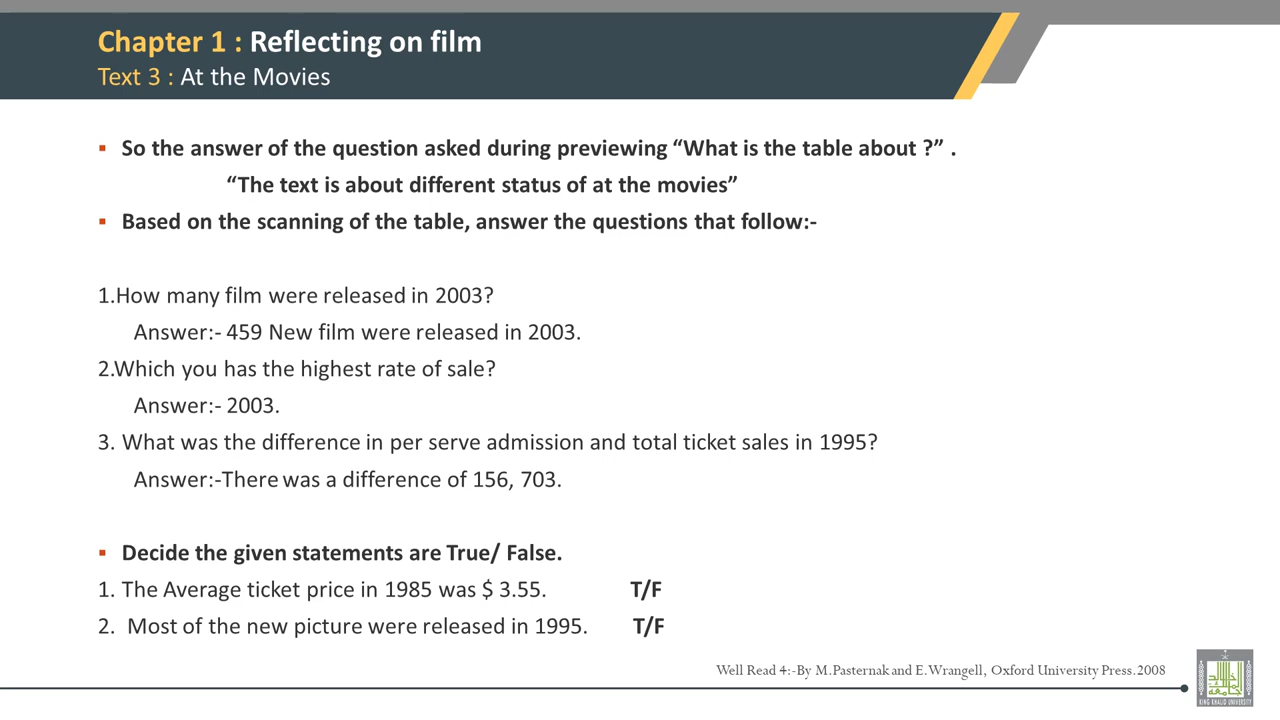 Chapter 1 : Reflecting on film
Text 3 : At the Movies
▪ So the answer of the question asked during previewing “What is the table about ?” .
“The text is about different status of at the movies”
▪ Based on the scanning of the table, answer the questions that follow:-
1.How many film were released in 2003?
Answer:- 459 New film were released in 2003.
2.Which you has the highest rate of sale?
Answer:- 2003.
3. What was the difference in per serve admission and total ticket sales in 1995?
Answer:-There was a difference of 156, 703.
▪ Decide the given statements are True/ False.
1. The Average ticket price in 1985 was $ 3.55. T/F
2. Most of the new picture were released in 1995. T/F
Well Read 4:-By M.Pasternak and E.Wrangell, Oxford University Press.2008
KING KHALID UNIVERSITY